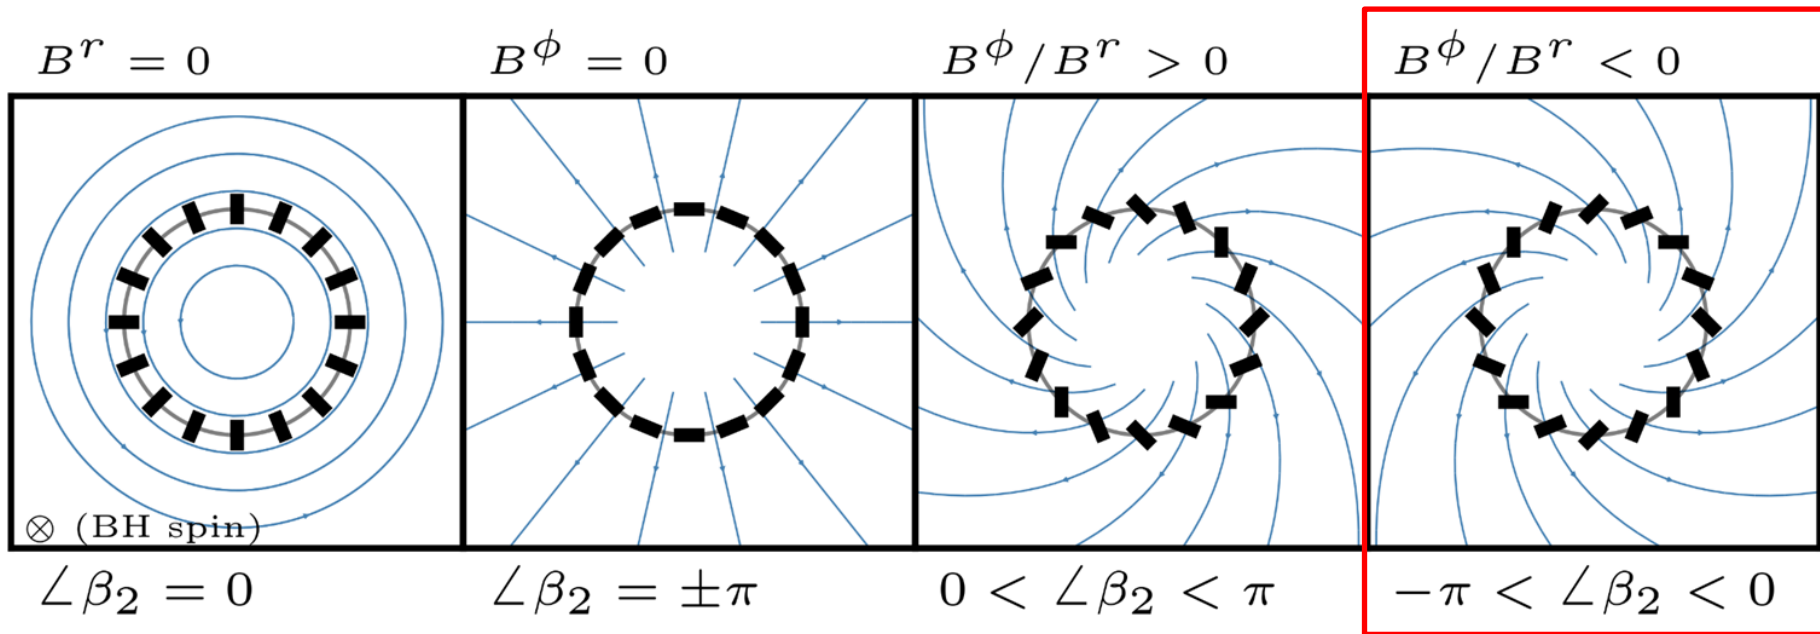 B^r = 0
B^ϕ = 0
B^ϕ/B^r > 0
B^ϕ/B^r < 0
⊗ (BH spin)
∠β₂ = 0
∠β₂ = ±π
0 < ∠β₂ < π
−π < ∠β₂ < 0